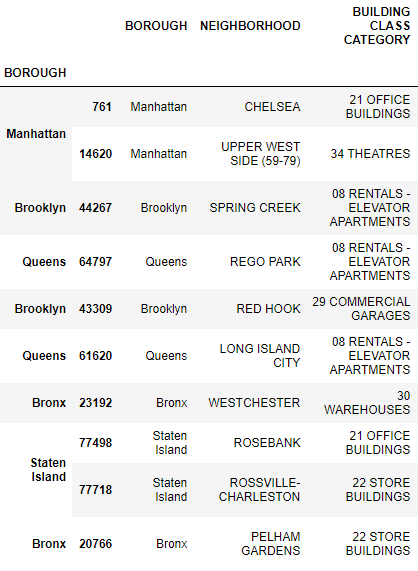 BOROUGH NEIGHBORHOOD BUILDING CLASS CATEGORY
BOROUGH
Manhattan 761 Manhattan CHELSEA 21 OFFICE BUILDINGS
14620 Manhattan UPPER WEST SIDE (59-79) 34 THEATRES
Brooklyn 44267 Brooklyn SPRING CREEK 08 RENTALS - ELEVATOR APARTMENTS
Queens 64797 Queens REGO PARK 08 RENTALS - ELEVATOR APARTMENTS
Brooklyn 43309 Brooklyn RED HOOK 29 COMMERCIAL GARAGES
Queens 61620 Queens LONG ISLAND CITY 08 RENTALS - ELEVATOR APARTMENTS
Bronx 23192 Bronx WESTCHESTER 30 WAREHOUSES
Staten Island 77498 Staten Island ROSEBANK 21 OFFICE BUILDINGS
77718 Staten Island ROSSVILLE-CHARLESTON 22 STORE BUILDINGS
Bronx 20766 Bronx PELHAM GARDENS 22 STORE BUILDINGS